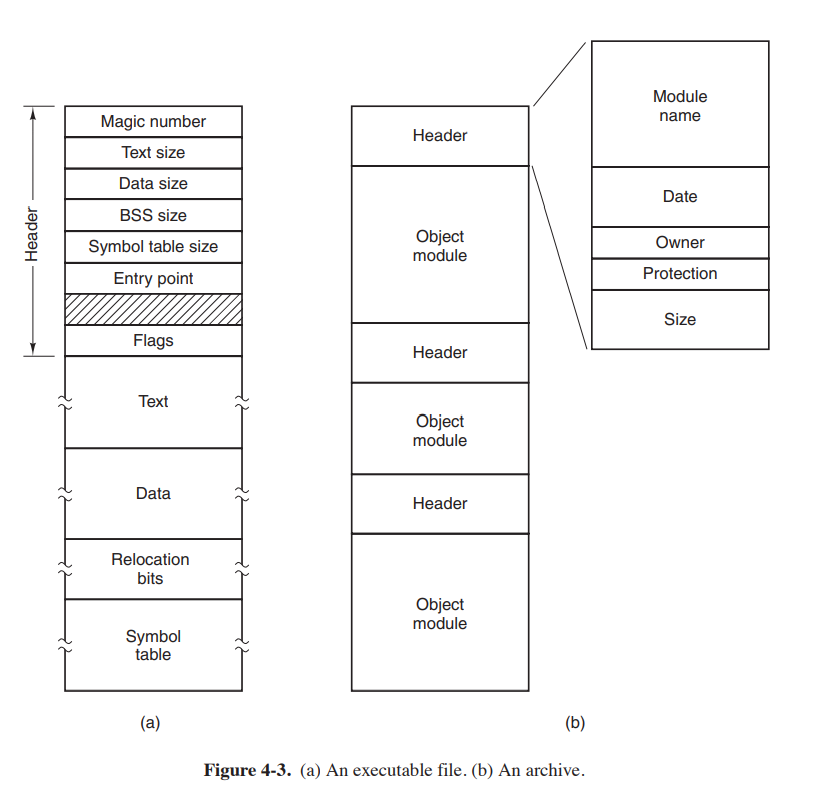 Header
Magic number
Text size
Data size
BSS size
Symbol table size
Entry point
Flags
Text
Data
Relocation
bits
Symbol
table
(a)
Header
Object
module
Header
Object
module
Header
Object
module
Module
name
Date
Owner
Protection
Size
(b)
Figure 4-3. (a) An executable file. (b) An archive.